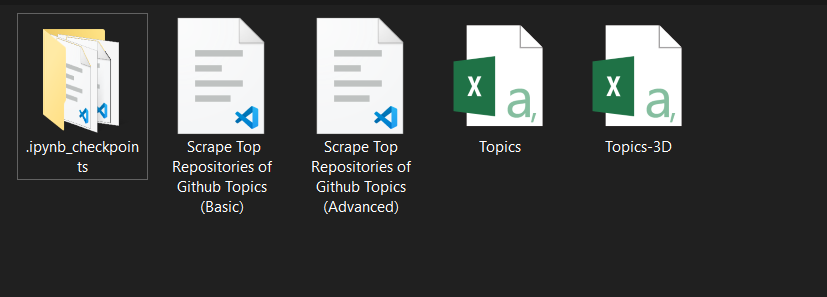 .ipynb_checkpoin
ts
Scrape Top
Repositories of
Github Topics
(Basic)
Scrape Top
Repositories of
Github Topics
(Advanced)
X
a,
Topics
X
a,
Topics-3D